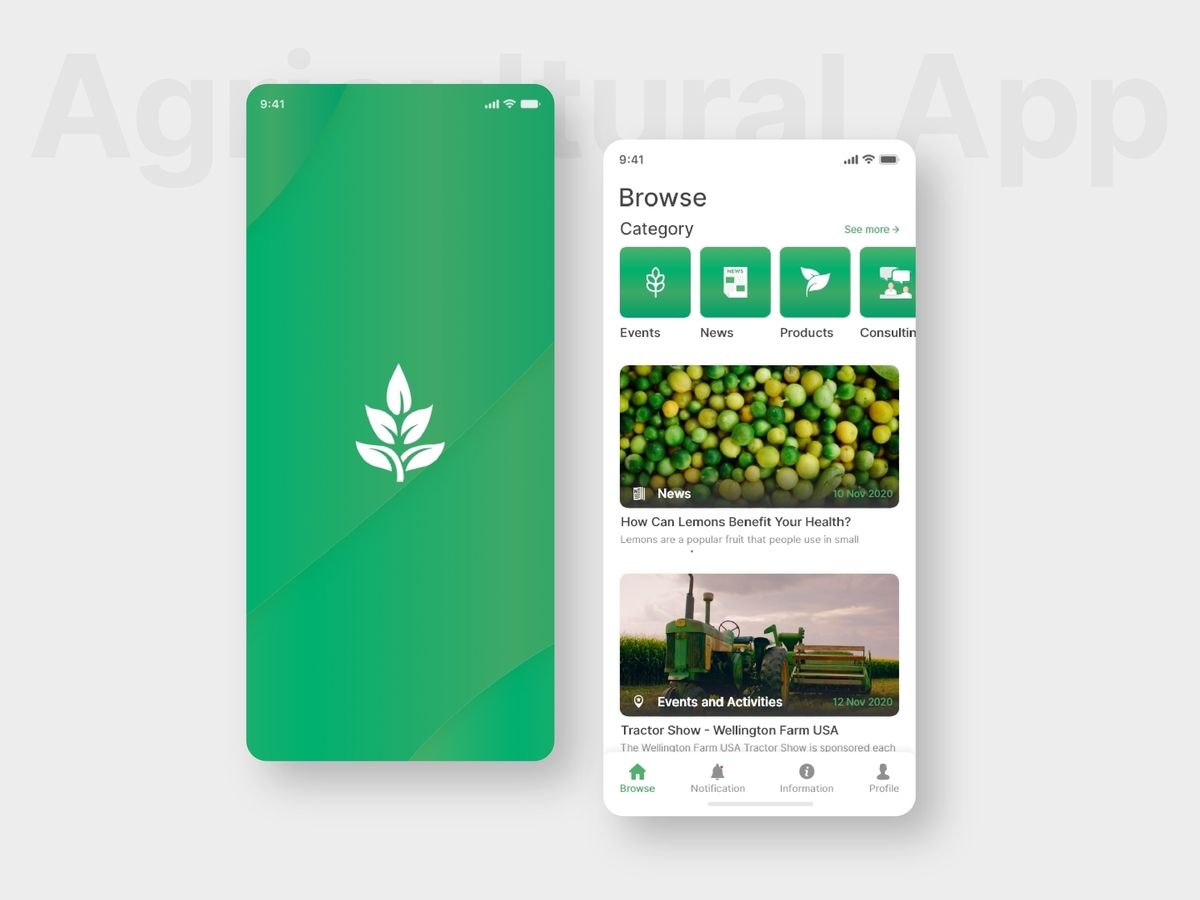 Agricultural App
9:41
9:41
Browse
Category
See more →
NEWS
Events
News
Products
Consultin
News
10 Nov 2020
How Can Lemons Benefit Your Health?
Lemons are a popular fruit that people use in small
Events and Activities
12 Nov 2020
Tractor Show - Wellington Farm USA
The Wellington Farm USA Tractor Show is sponsored each
Browse
Notification
Information
Profile